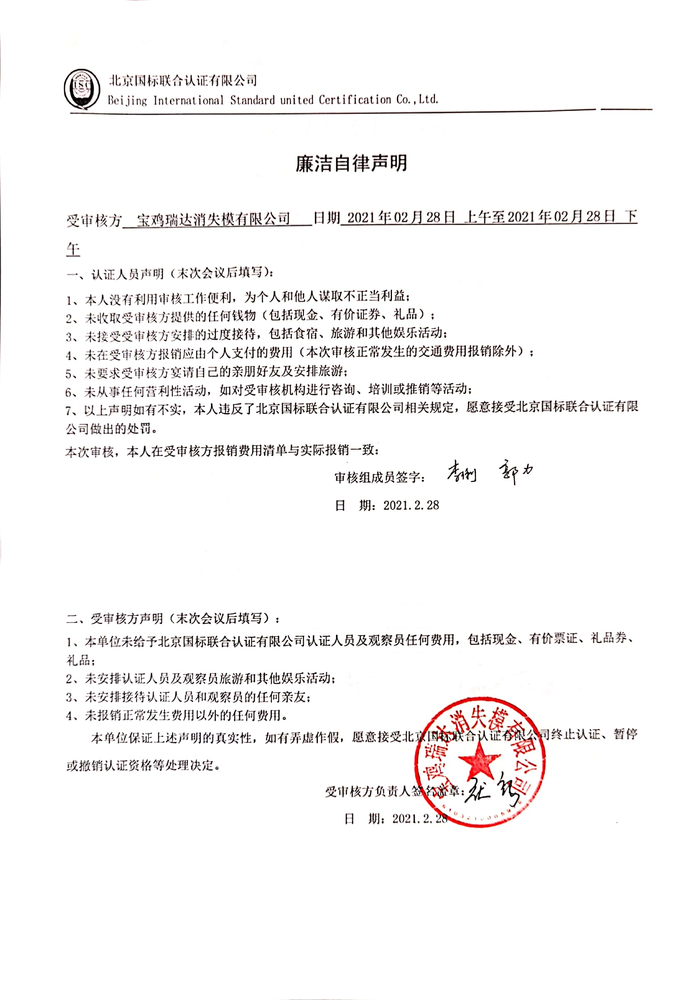 ISC
北京国标联合认证有限公司
Beijing International Standard united Certification Co.,Ltd.
廉洁自律声明
受审核方 宝鸡瑞达消失模有限公司 日期 2021年02月28日 上午至2021年02月28日 下
午
一、认证人员声明（末次会议后填写）：
1、本人没有利用审核工作便利，为个人和他人谋取不正当利益；
2、未收取受审核方提供的任何钱物（包括现金、有价证券、礼品）；
3、未接受受审核方安排的过度接待，包括食宿、旅游和其他娱乐活动；
4、未在受审核方报销应由个人支付的费用（本次审核正常发生的交通费用报销除外）；
5、未要求受审核方宴请自己的亲朋好友及安排旅游；
6、未从事任何营利性活动，如对受审核机构进行咨询、培训或推销等活动；
7、以上声明如有不实，本人违反了北京国标联合认证有限公司相关规定，愿意接受北京国标联合认证有限
公司做出的处罚。
本次审核，本人在受审核方报销费用清单与实际报销一致：
审核组成员签字： 郭力
日 期：2021.2.28
二、受审核方声明（末次会议后填写）：
1、本单位未给予北京国标联合认证有限公司认证人员及观察员任何费用，包括现金、有价票证、礼品券、
礼品；
2、未安排认证人员及观察员旅游和其他娱乐活动；
3、未安排接待认证人员和观察员的任何亲友；
4、未报销正常发生费用以外的任何费用。
本单位保证上述声明的真实性，如有弄虚作假，愿意接受北京国标联合认证有限公司终止认证、暂停
或撤销认证资格等处理决定。
受审核方负责人签名盖章：
日 期：2021.2.28
宝鸡瑞达消失模有限公司